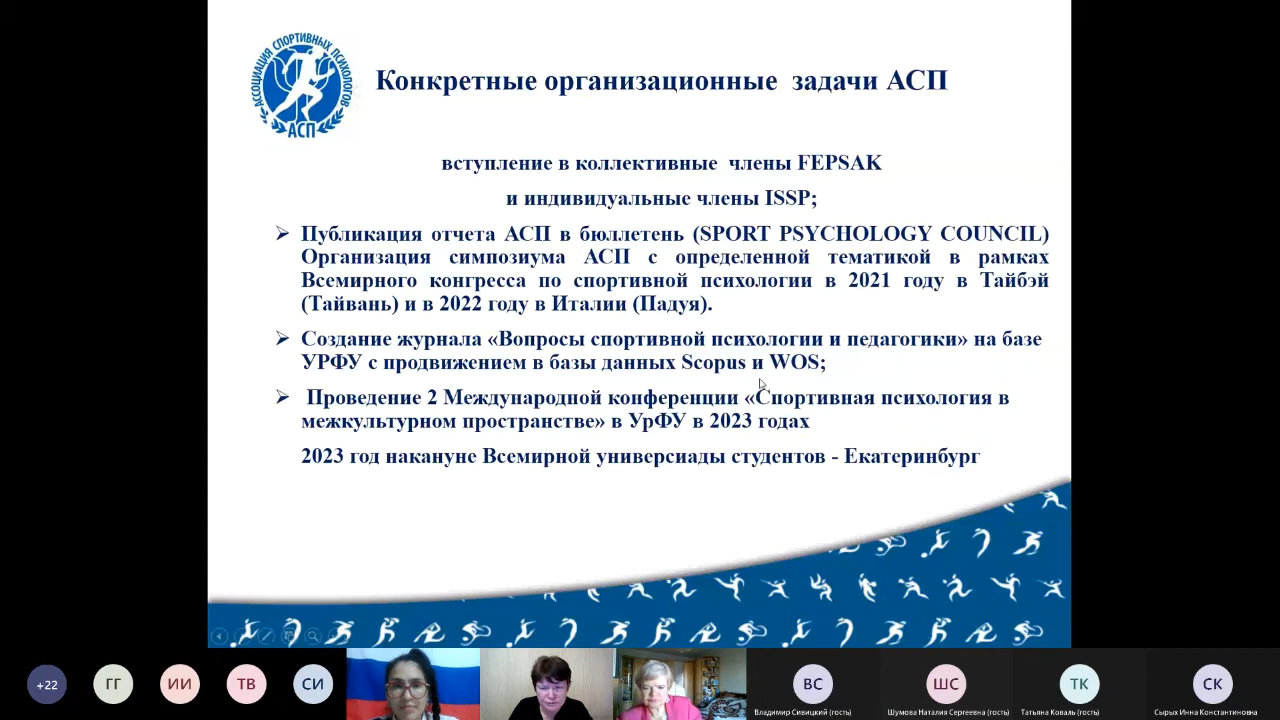 АССОЦИАЦИЯ СПОРТИВНЫХ ПСИХОЛОГОВ
АСП
Конкретные организационные задачи АСП
вступление в коллективные члены FEPSAK
и индивидуальные члены ISSP;
Публикация отчета АСП в бюллетень (SPORT PSYCHOLOGY COUNCIL)
Организация симпозиума АСП с определенной тематикой в рамках
Всемирного конгресса по спортивной психологии в 2021 году в Тайбэй
(Тайвань) и в 2022 году в Италии (Падуя).
Создание журнала «Вопросы спортивной психологии и педагогики» на базе
УРФУ с продвижением в базы данных Scopus и WOS;
Проведение 2 Международной конференции «Спортивная психология в
межкультурном пространстве» в УрФУ в 2023 годах
2023 год накануне Всемирной универсиады студентов - Екатеринбург
+22
ГГ
ИИ
ТВ
СИ
ВС
ШС
ТК
СК
Владимир Сивицкий (гость)
Шумова Наталия Сергеевна (гость)
Татьяна Коваль (гость)
Сырых Инна Константиновна